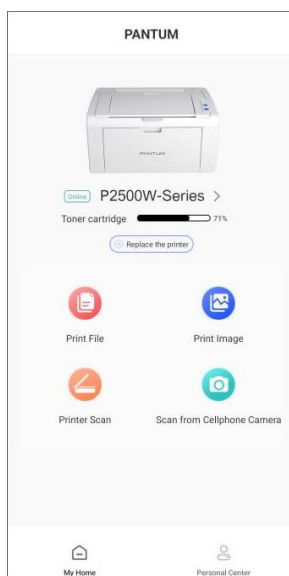 PANTUM
PANTUM
Online P2500W-Series >
Toner cartridge 71%
Replace the printer
Print File Print Image
Printer Scan Scan from Cellphone Camera
My Home Personal Center